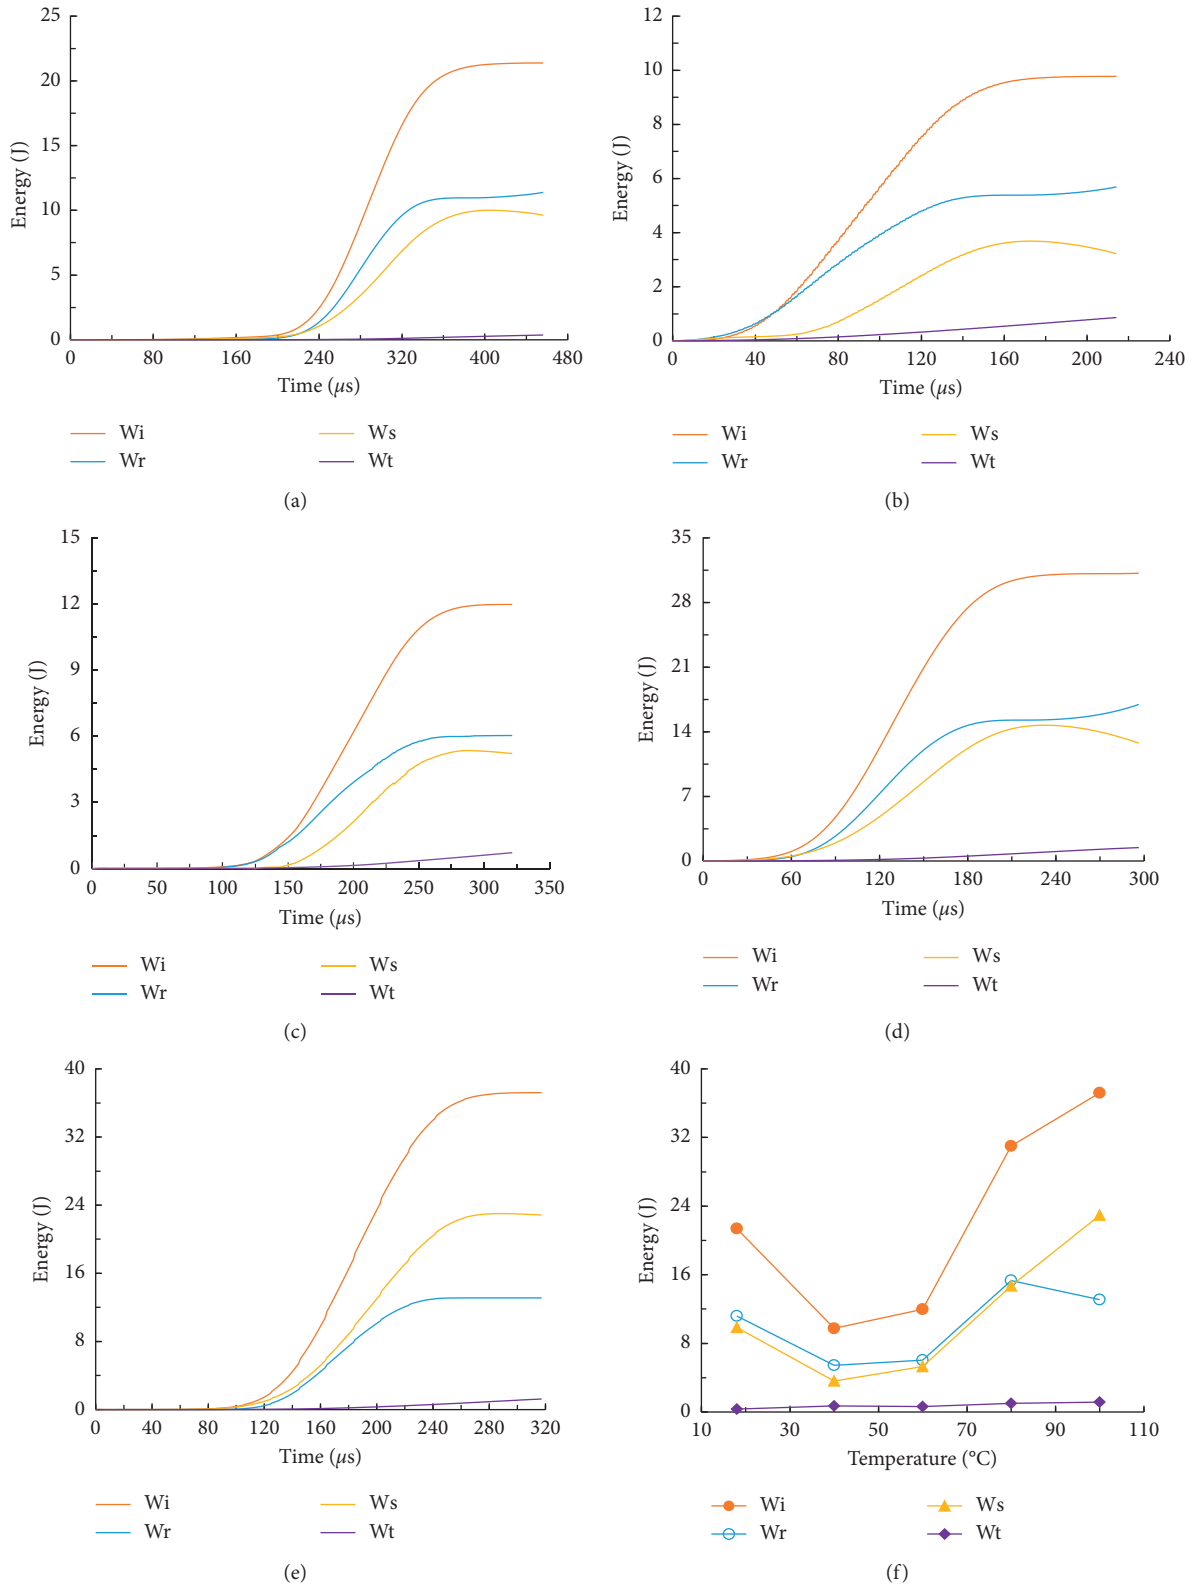 25
20
15
10
5
0
Energy (J)
0 80 160 240 320 400 480
Time (μs)
Wi Ws
Wr Wt
(a)
12
10
8
6
4
2
0
Energy (J)
0 40 80 120 160 200 240
Time (μs)
Wi Ws
Wr Wt
(b)
15
12
9
6
3
0
Energy (J)
0 50 100 150 200 250 300 350
Time (μs)
Wi Ws
Wr Wt
(c)
35
28
21
14
7
0
Energy (J)
0 60 120 180 240 300
Time (μs)
Wi Ws
Wr Wt
(d)
40
32
24
16
8
0
Energy (J)
0 40 80 120 160 200 240 280 320
Time (μs)
Wi Ws
Wr Wt
(e)
40
32
24
16
8
0
Energy (J)
10 30 50 70 90 110
Temperature (°C)
Wi Ws
Wr Wt
(f)